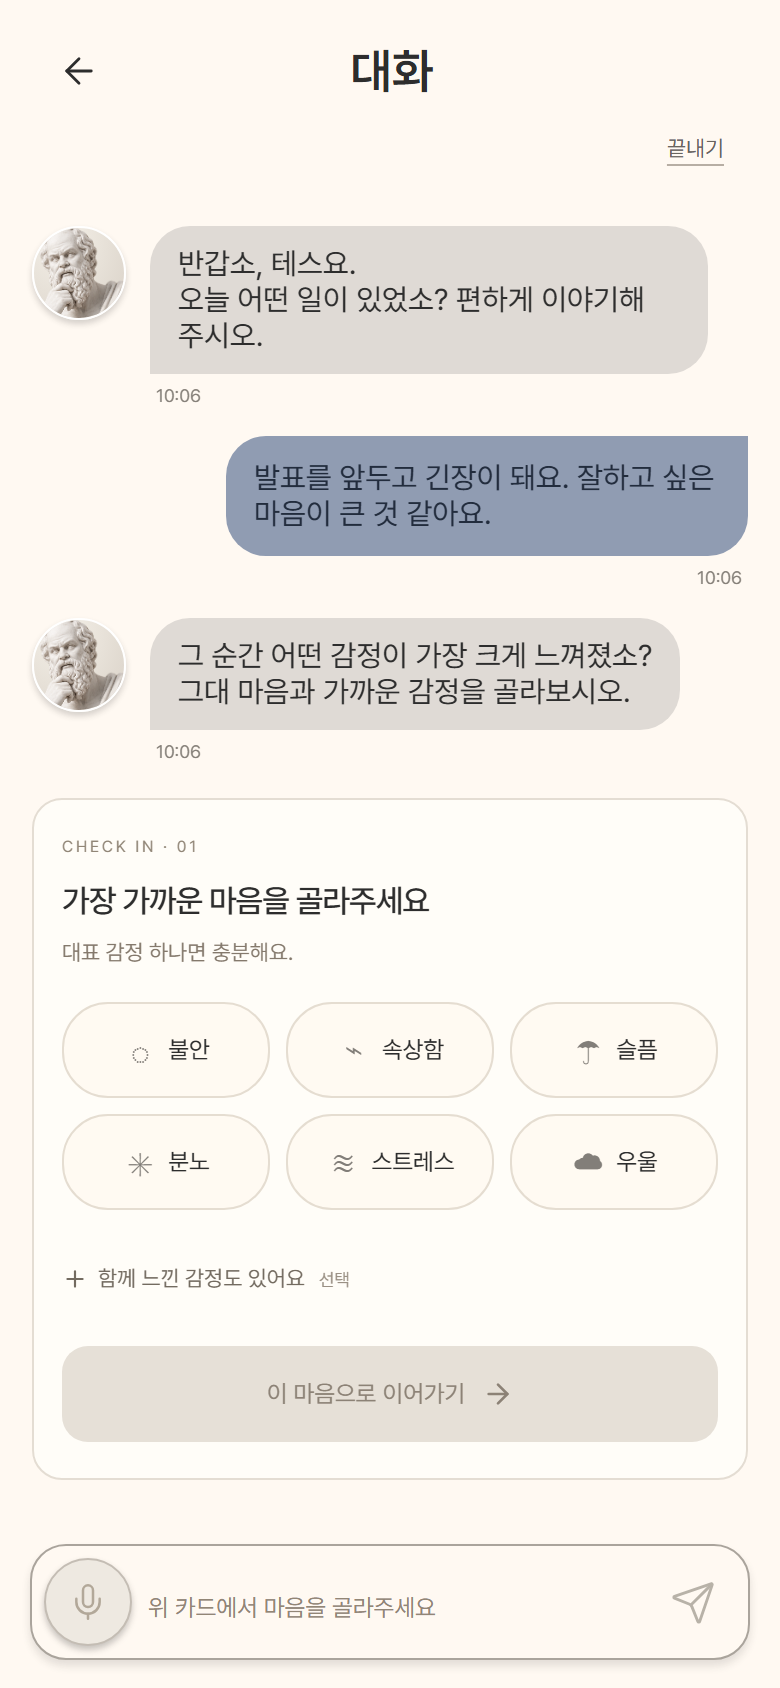 대화
끝내기
반갑소, 테스요.
오늘 어떤 일이 있었소? 편하게 이야기해
주시오.
10:06
발표를 앞두고 긴장이 돼요. 잘하고 싶은
마음이 큰 것 같아요.
10:06
그 순간 어떤 감정이 가장 크게 느껴졌소?
그대 마음과 가까운 감정을 골라보시오.
10:06
CHECK IN · 01
가장 가까운 마음을 골라주세요
대표 감정 하나면 충분해요.
불안 속상함 슬픔
분노 스트레스 우울
+ 함께 느낀 감정도 있어요 선택
이 마음으로 이어가기 →
위 카드에서 마음을 골라주세요